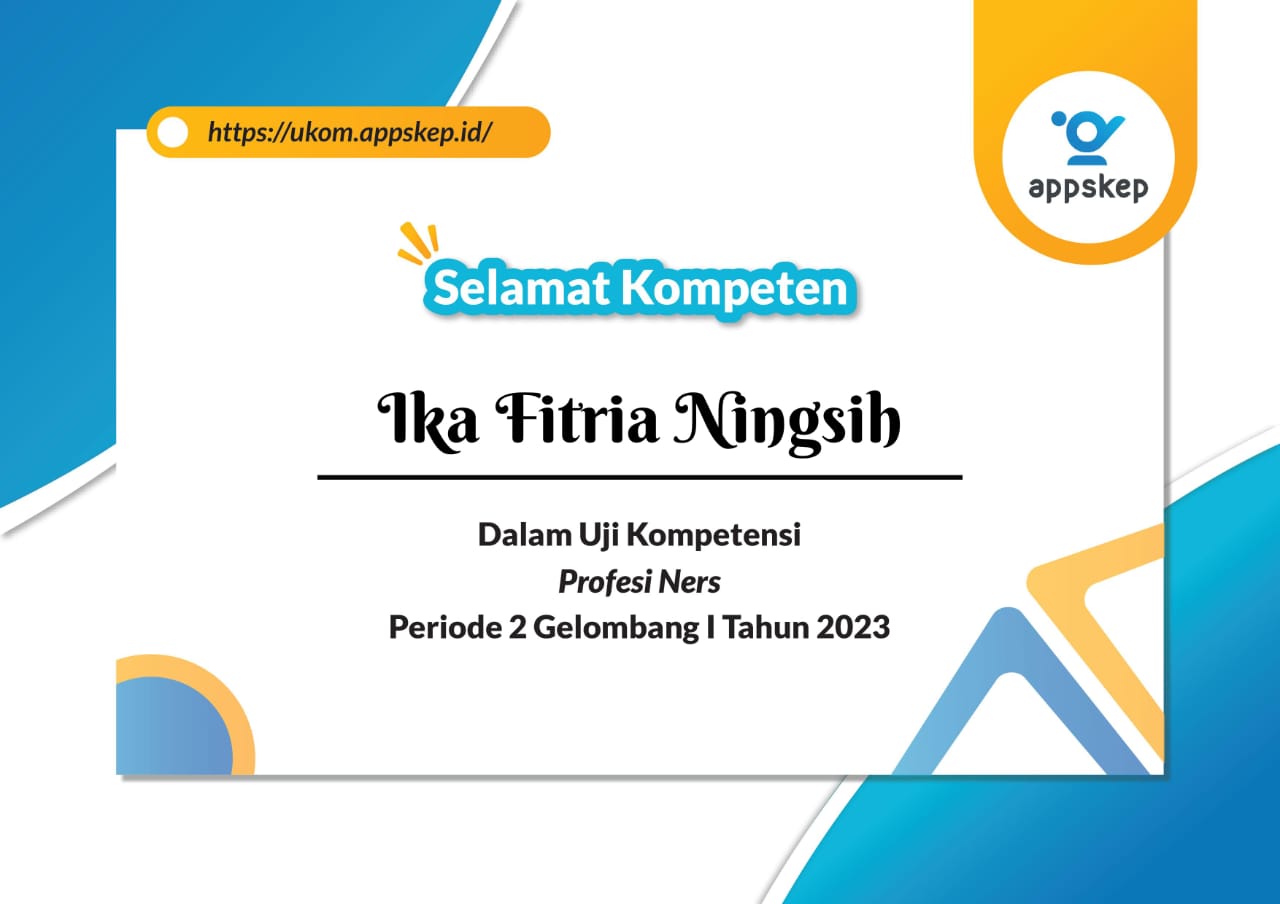 https://ukom.appskep.id/
appskep
Selamat Kompeten
Ika Fitria Ningsih
Dalam Uji Kompetensi
Profesi Ners
Periode 2 Gelombang I Tahun 2023